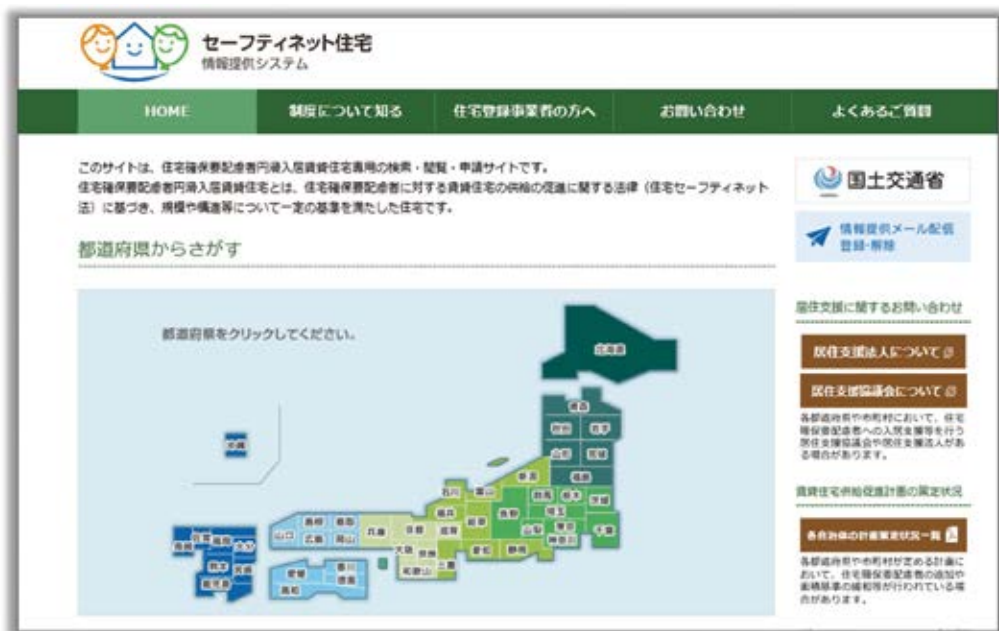 セーフティネット住宅
情報提供システム
HOME
制度について知る
住宅登録事業者の方へ
お問い合わせ
よくあるご質問
このサイトは、住宅確保要配慮者円滑入居賃貸住宅専用の検索・閲覧・申請サイトです。
住宅確保要配慮者円滑入居賃貸住宅とは、住宅確保要配慮者に対する賃貸住宅の供給の促進に関する法律（住宅セーフティネット
法）に基づき、規模や構造等について一定の基準を満たした住宅です。
都道府県からさがす
都道府県をクリックしてください。
北海道
青森
秋田 岩手
山形 宮城
福島
新潟
石川 富山
群馬 栃木 茨城
福井 岐阜 長野 埼玉
山梨 東京 千葉
神奈川
滋賀 愛知 静岡
京都 兵庫
大阪 奈良 三重
和歌山
島根 鳥取
山口 広島 岡山
愛媛 香川
高知 徳島
長崎 佐賀 福岡 大分
熊本 宮崎
鹿児島
沖縄
国土交通省
情報提供メール配信
登録・解除
居住支援に関するお問い合わせ
居住支援法人について
居住支援協議会について
各都道府県や市町村において、住宅
確保要配慮者への入居支援等を行う
居住支援協議会や居住支援法人があ
る場合があります。
賃貸住宅供給促進計画の策定状況
各自治体の計画策定状況一覧
各都道府県や市町村が定める計画に
おいて、住宅確保要配慮者の追加や
面積基準の緩和等が行われている場
合があります。